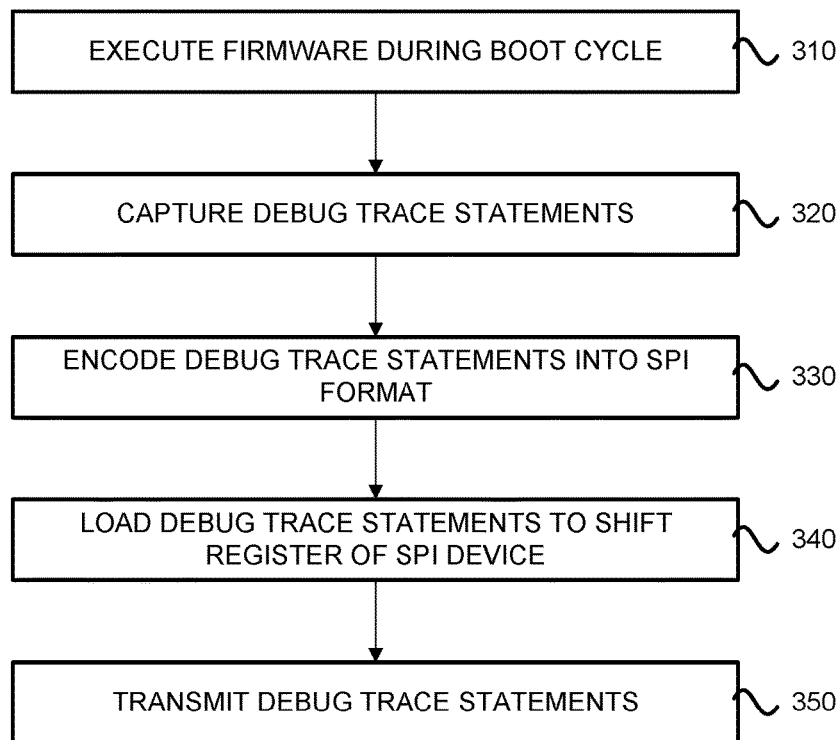 EXECUTE FIRMWARE DURING BOOT CYCLE 310
CAPTURE DEBUG TRACE STATEMENTS 320
ENCODE DEBUG TRACE STATEMENTS INTO SPI
FORMAT
330
LOAD DEBUG TRACE STATEMENTS TO SHIFT
REGISTER OF SPI DEVICE
340
TRANSMIT DEBUG TRACE STATEMENTS 350